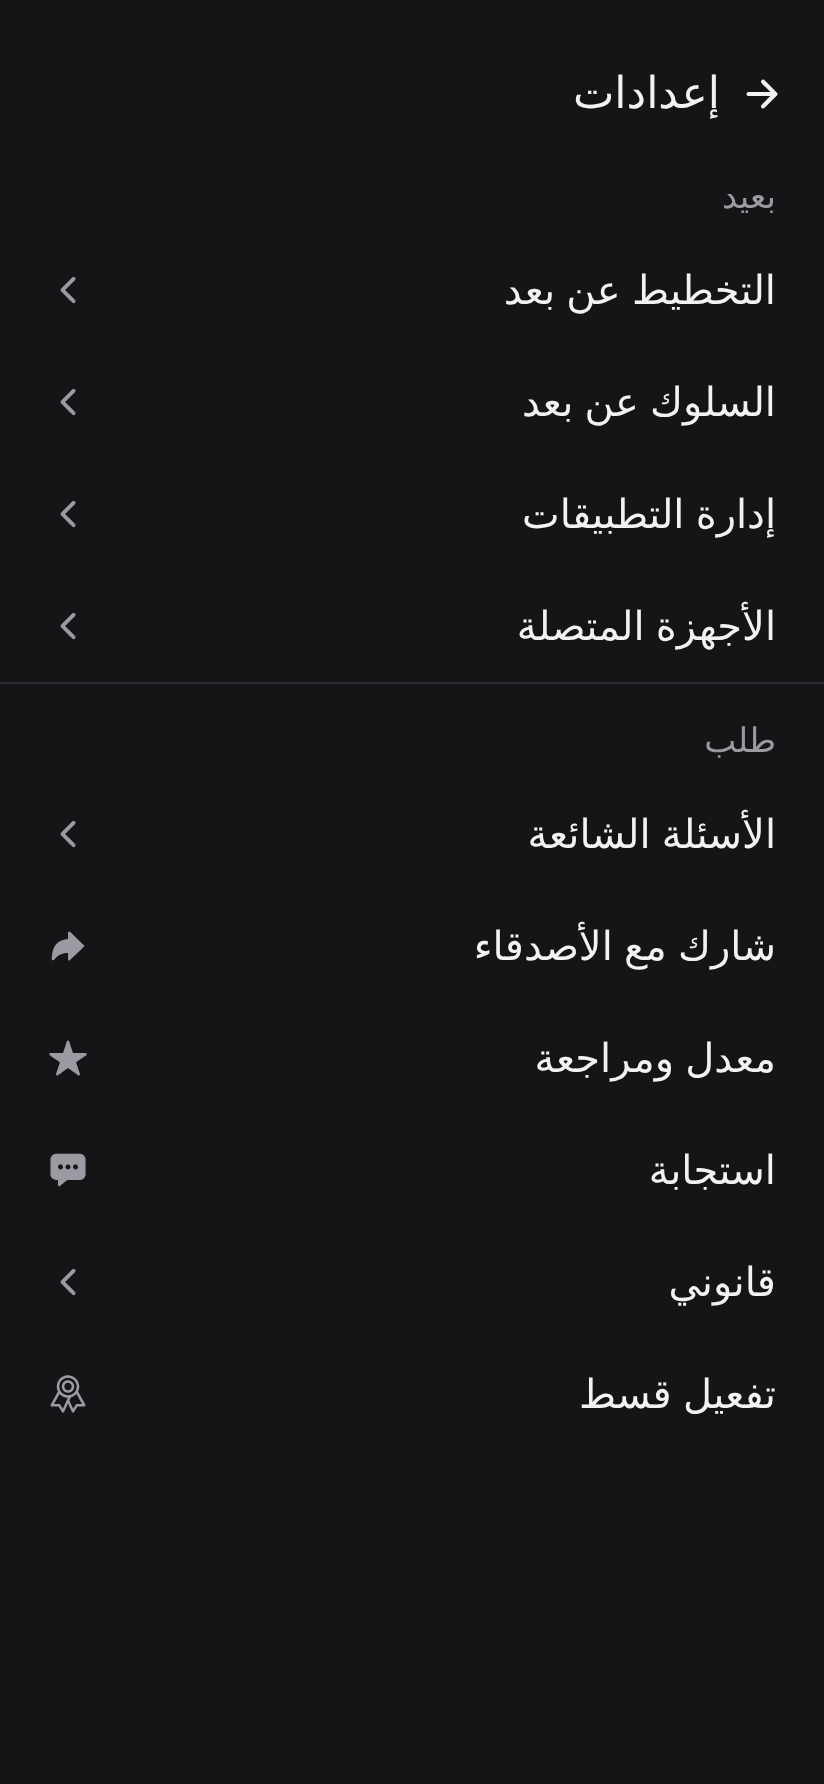 إعدادات
بعيد
التخطيط عن بعد
السلوك عن بعد
إدارة التطبيقات
الأجهزة المتصلة
طلب
الأسئلة الشائعة
شارك مع الأصدقاء
معدل ومراجعة
استجابة
قانوني
تفعيل قسط